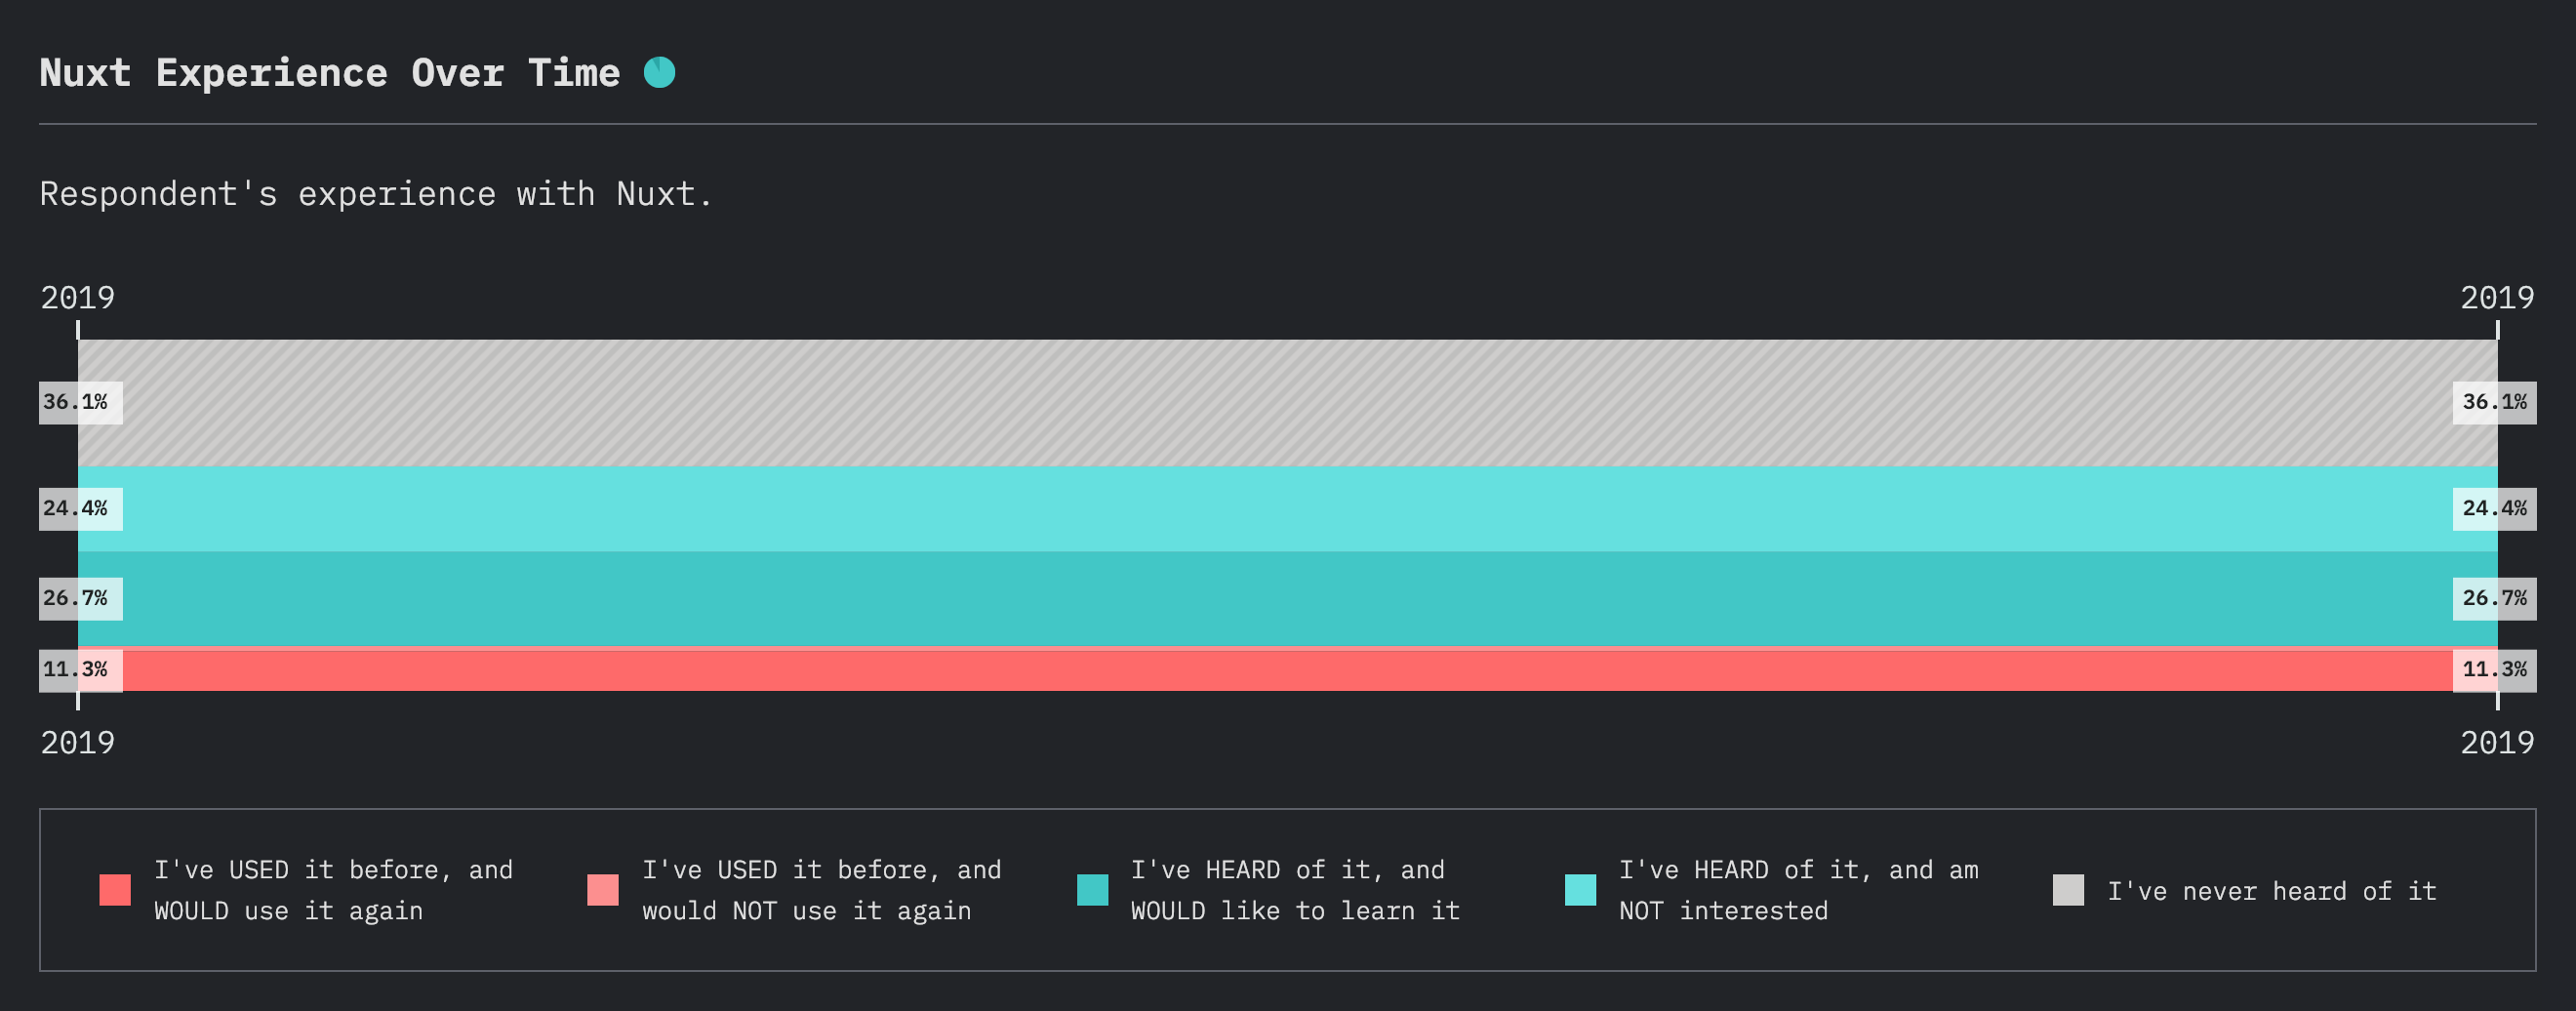 Nuxt Experience Over Time
Respondent's experience with Nuxt.
2019 2019
36.1% 36.1%
24.4% 24.4%
26.7% 26.7%
11.3% 11.3%
2019 2019
I've USED it before, and
WOULD use it again
I've USED it before, and
would NOT use it again
I've HEARD of it, and
WOULD like to learn it
I've HEARD of it, and am
NOT interested
I've never heard of it